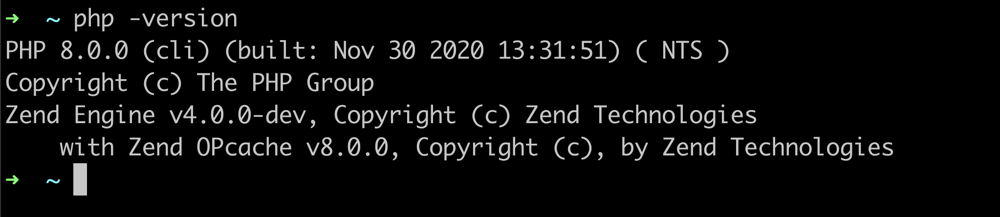 ➜  ~ php -version
PHP 8.0.0 (cli) (built: Nov 30 2020 13:31:51) ( NTS )
Copyright (c) The PHP Group
Zend Engine v4.0.0-dev, Copyright (c) Zend Technologies
    with Zend OPcache v8.0.0, Copyright (c), by Zend Technologies
➜  ~